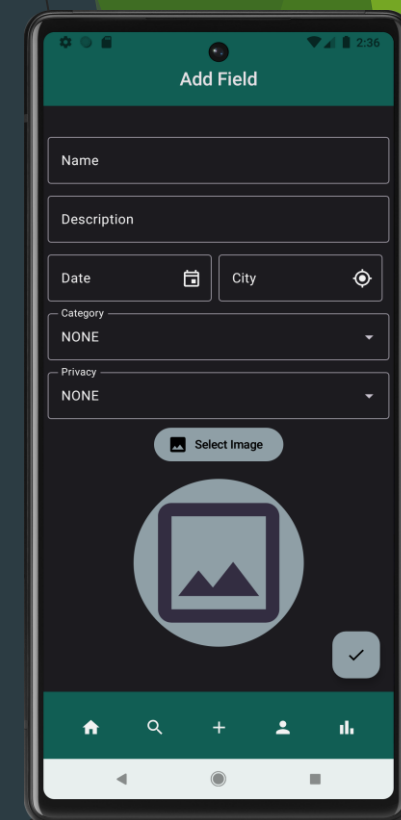 2:36
Add Field
Name
Description
Date
City
Category
NONE
Privacy
NONE
Select Image